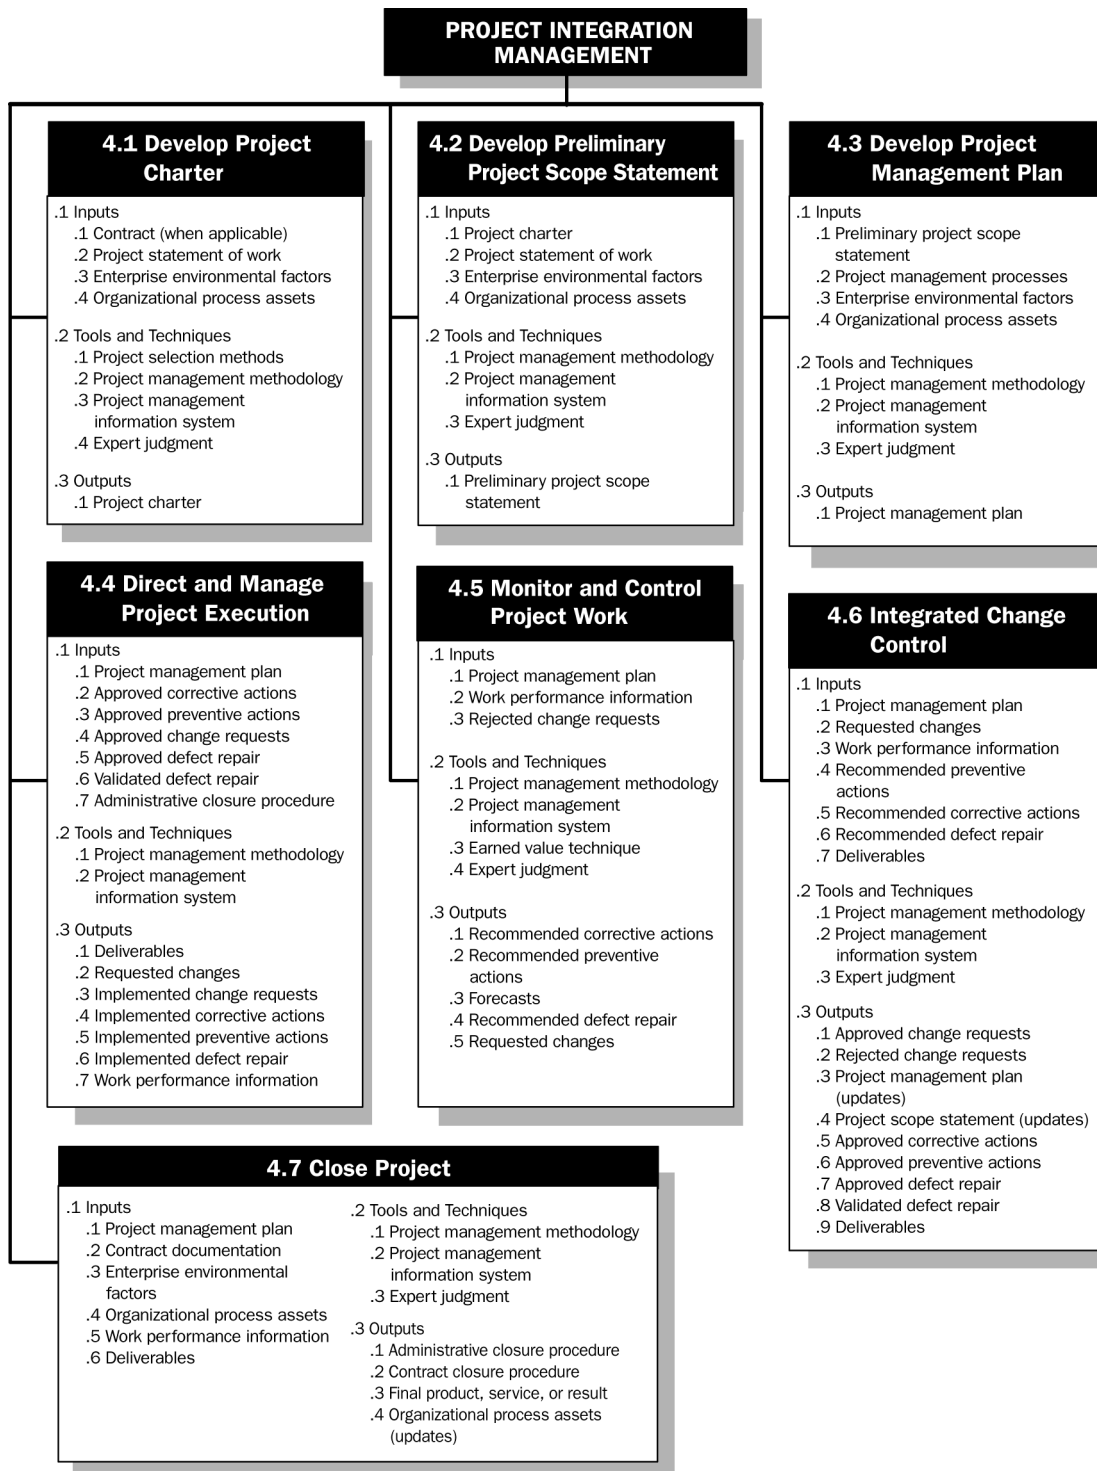 PROJECT INTEGRATION
MANAGEMENT
4.1 Develop Project
Charter
.1 Inputs
.1 Contract (when applicable)
.2 Project statement of work
.3 Enterprise environmental factors
.4 Organizational process assets
.2 Tools and Techniques
.1 Project selection methods
.2 Project management methodology
.3 Project management
information system
.4 Expert judgment
.3 Outputs
.1 Project charter
4.2 Develop Preliminary
Project Scope Statement
.1 Inputs
.1 Project charter
.2 Project statement of work
.3 Enterprise environmental factors
.4 Organizational process assets
.2 Tools and Techniques
.1 Project management methodology
.2 Project management
information system
.3 Expert judgment
.3 Outputs
.1 Preliminary project scope
statement
4.3 Develop Project
Management Plan
.1 Inputs
.1 Preliminary project scope
statement
.2 Project management processes
.3 Enterprise environmental factors
.4 Organizational process assets
.2 Tools and Techniques
.1 Project management methodology
.2 Project management
information system
.3 Expert judgment
.3 Outputs
.1 Project management plan
4.4 Direct and Manage
Project Execution
.1 Inputs
.1 Project management plan
.2 Approved corrective actions
.3 Approved preventive actions
.4 Approved change requests
.5 Approved defect repair
.6 Validated defect repair
.7 Administrative closure procedure
.2 Tools and Techniques
.1 Project management methodology
.2 Project management
information system
.3 Outputs
.1 Deliverables
.2 Requested changes
.3 Implemented change requests
.4 Implemented corrective actions
.5 Implemented preventive actions
.6 Implemented defect repair
.7 Work performance information
4.5 Monitor and Control
Project Work
.1 Inputs
.1 Project management plan
.2 Work performance information
.3 Rejected change requests
.2 Tools and Techniques
.1 Project management methodology
.2 Project management
information system
.3 Earned value technique
.4 Expert judgment
.3 Outputs
.1 Recommended corrective actions
.2 Recommended preventive
actions
.3 Forecasts
.4 Recommended defect repair
.5 Requested changes
4.6 Integrated Change
Control
.1 Inputs
.1 Project management plan
.2 Requested changes
.3 Work performance information
.4 Recommended preventive
actions
.5 Recommended corrective actions
.6 Recommended defect repair
.7 Deliverables
.2 Tools and Techniques
.1 Project management methodology
.2 Project management
information system
.3 Expert judgment
.3 Outputs
.1 Approved change requests
.2 Rejected change requests
.3 Project management plan
(updates)
.4 Project scope statement (updates)
.5 Approved corrective actions
.6 Approved preventive actions
.7 Approved defect repair
.8 Validated defect repair
.9 Deliverables
4.7 Close Project
.1 Inputs
.1 Project management plan
.2 Contract documentation
.3 Enterprise environmental
factors
.4 Organizational process assets
.5 Work performance information
.6 Deliverables
.2 Tools and Techniques
.1 Project management methodology
.2 Project management
information system
.3 Expert judgment
.3 Outputs
.1 Administrative closure procedure
.2 Contract closure procedure
.3 Final product, service, or result
.4 Organizational process assets
(updates)